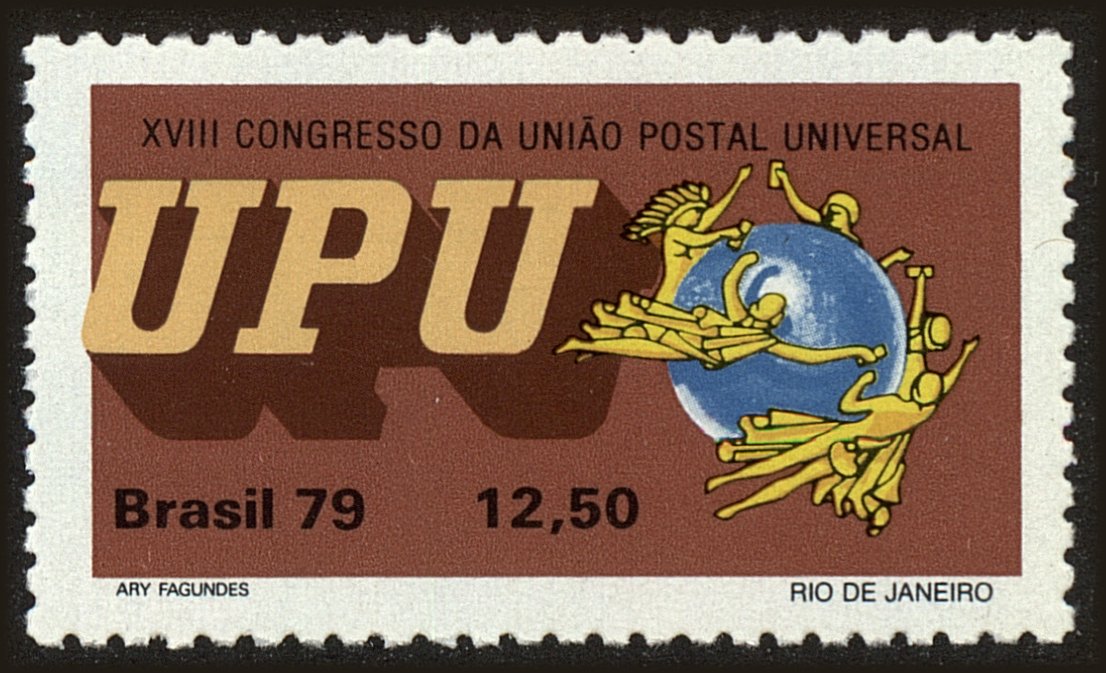 XVIII CONGRESSO DA UNIÃO POSTAL UNIVERSAL
UPU
Brasil 79 12,50
ARY FAGUNDES RIO DE JANEIRO